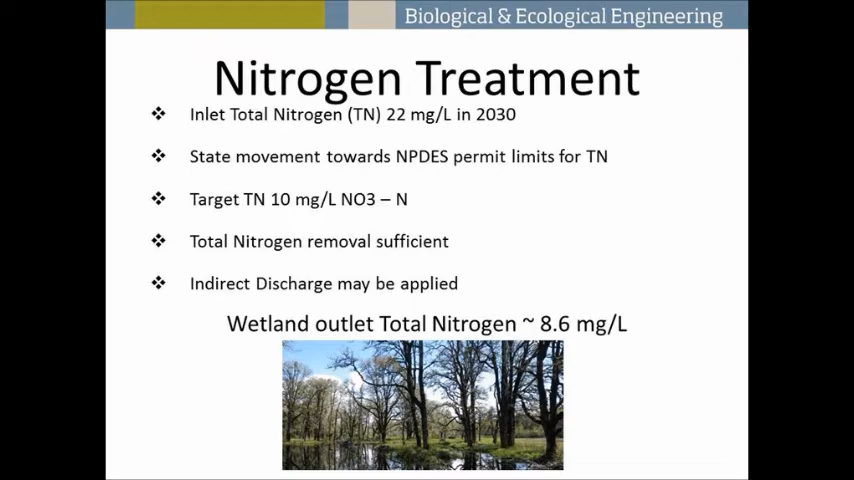 Biological & Ecological Engineering
Nitrogen Treatment
❖ Inlet Total Nitrogen (TN) 22 mg/L in 2030
❖ State movement towards NPDES permit limits for TN
❖ Target TN 10 mg/L NO3 – N
❖ Total Nitrogen removal sufficient
❖ Indirect Discharge may be applied
Wetland outlet Total Nitrogen ~ 8.6 mg/L